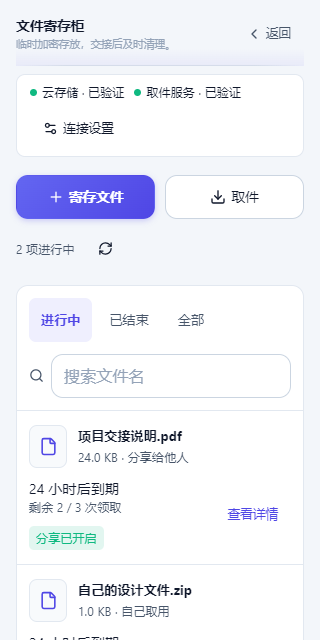 文件寄存柜
临时加密存放，交接后及时清理。
返回
云存储 · 已验证
取件服务 · 已验证
连接设置
寄存文件
取件
2 项进行中
进行中
已结束
全部
搜索文件名
项目交接说明.pdf
24.0 KB · 分享给他人
24 小时后到期
剩余 2 / 3 次领取
查看详情
分享已开启
自己的设计文件.zip
1.0 KB · 自己取用